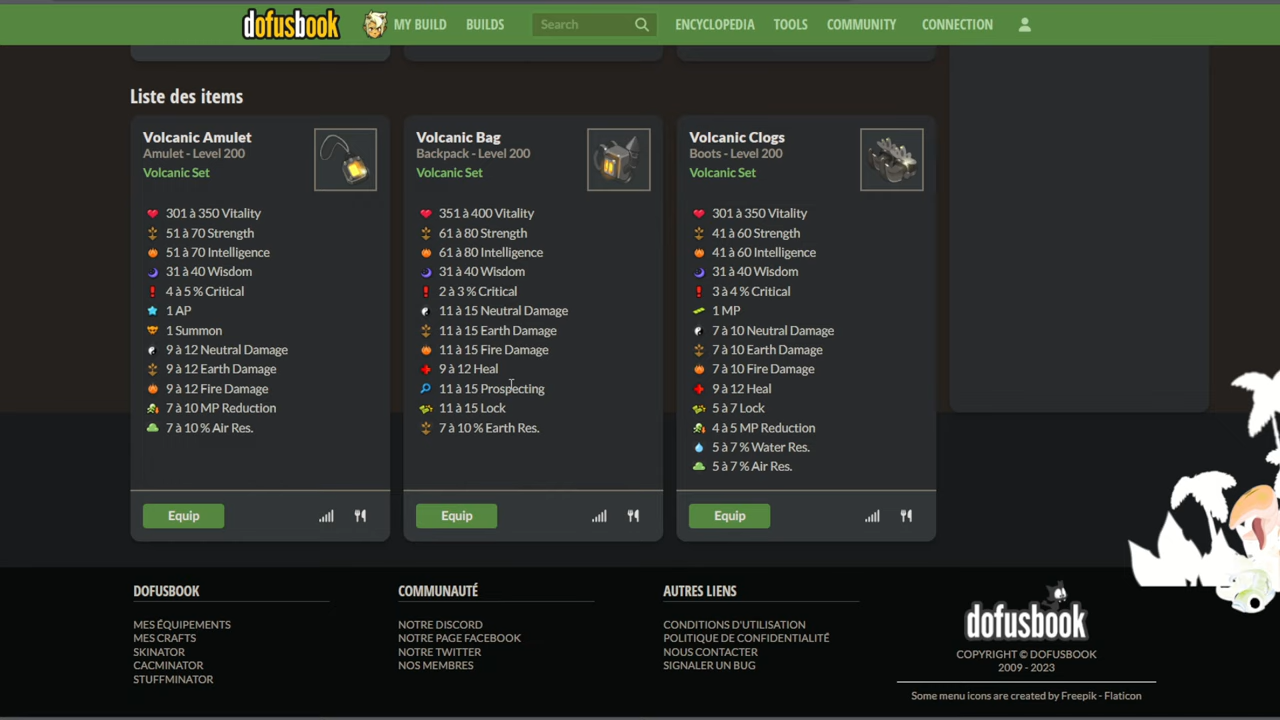 dofusbook MY BUILD BUILDS Search ENCYCLOPEDIA TOOLS COMMUNITY CONNECTION
Liste des items
Volcanic Amulet
Amulet - Level 200
Volcanic Set
301 à 350 Vitality
51 à 70 Strength
51 à 70 Intelligence
31 à 40 Wisdom
4 à 5 % Critical
1 AP
1 Summon
9 à 12 Neutral Damage
9 à 12 Earth Damage
9 à 12 Fire Damage
7 à 10 MP Reduction
7 à 10 % Air Res.
Equip
Volcanic Bag
Backpack - Level 200
Volcanic Set
351 à 400 Vitality
61 à 80 Strength
61 à 80 Intelligence
31 à 40 Wisdom
2 à 3 % Critical
11 à 15 Neutral Damage
11 à 15 Earth Damage
11 à 15 Fire Damage
9 à 12 Heal
11 à 15 Prospecting
11 à 15 Lock
7 à 10 % Earth Res.
Equip
Volcanic Clogs
Boots - Level 200
Volcanic Set
301 à 350 Vitality
41 à 60 Strength
41 à 60 Intelligence
31 à 40 Wisdom
3 à 4 % Critical
1 MP
7 à 10 Neutral Damage
7 à 10 Earth Damage
7 à 10 Fire Damage
9 à 12 Heal
5 à 7 Lock
4 à 5 MP Reduction
5 à 7 % Water Res.
5 à 7 % Air Res.
Equip
DOFUSBOOK
MES ÉQUIPEMENTS
MES CRAFTS
SKINATOR
CACMINATOR
STUFFMINATOR
COMMUNAUTÉ
NOTRE DISCORD
NOTRE PAGE FACEBOOK
NOTRE TWITTER
NOS MEMBRES
AUTRES LIENS
CONDITIONS D'UTILISATION
POLITIQUE DE CONFIDENTIALITÉ
NOUS CONTACTER
SIGNALER UN BUG
dofusbook
COPYRIGHT © DOFUSBOOK
2009 - 2023
Some menu icons are created by Freepik - Flaticon